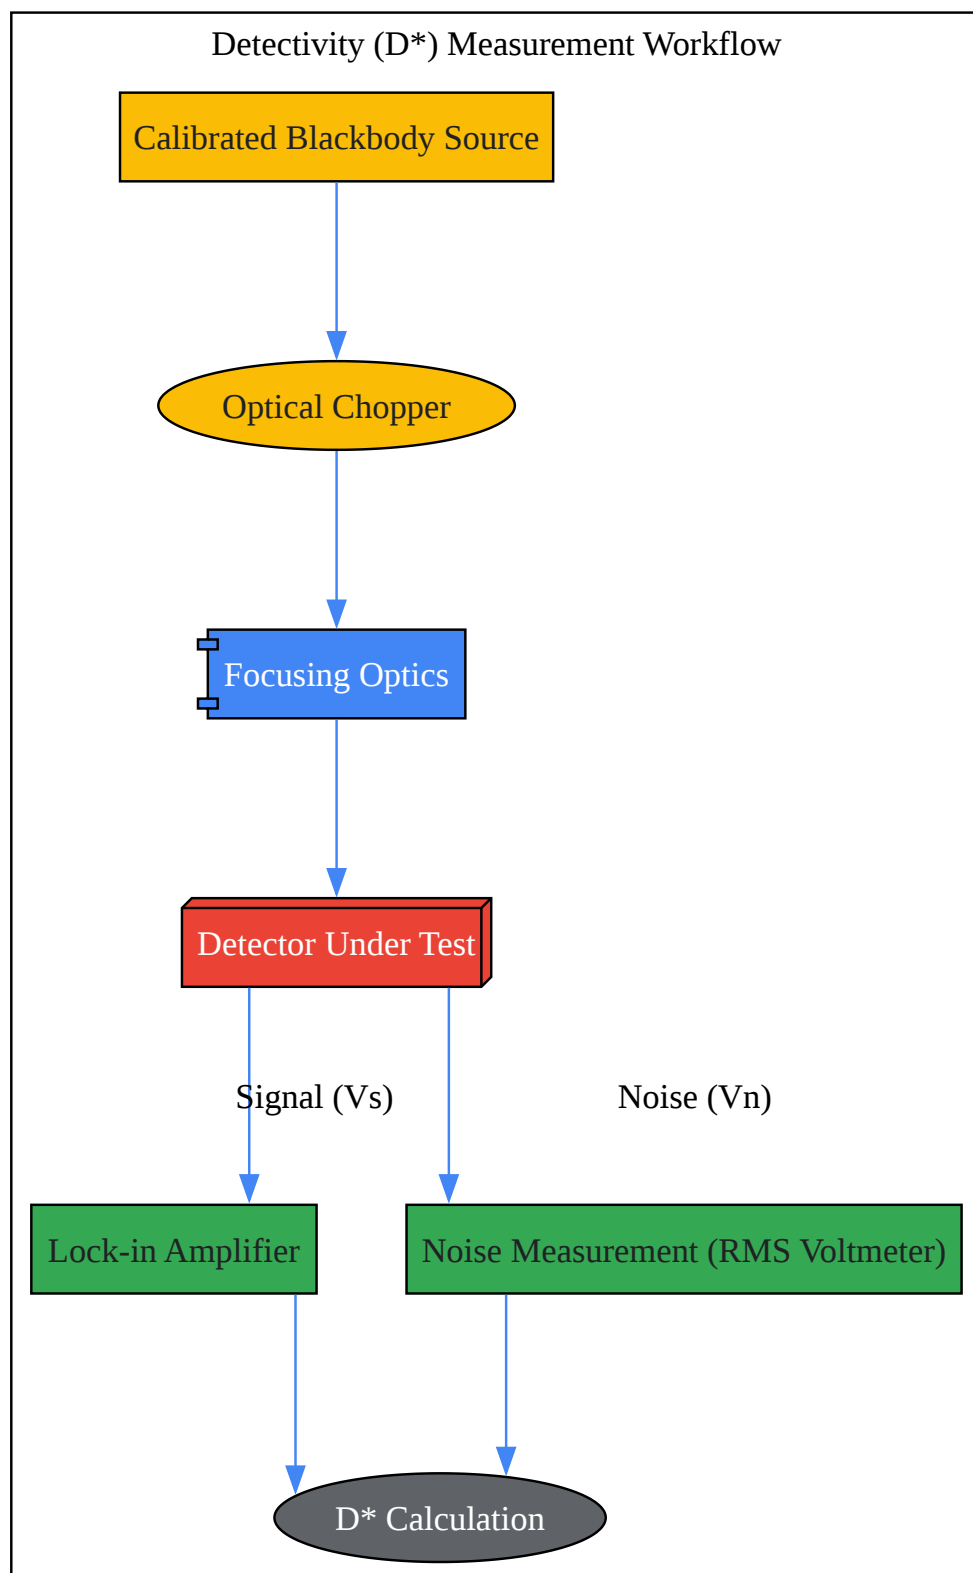 Detectivity (D*) Measurement Workflow
Calibrated Blackbody Source
Optical Chopper
Focusing Optics
Detector Under Test
Signal (Vs)
Noise (Vn)
Lock-in Amplifier
Noise Measurement (RMS Voltmeter)
D* Calculation